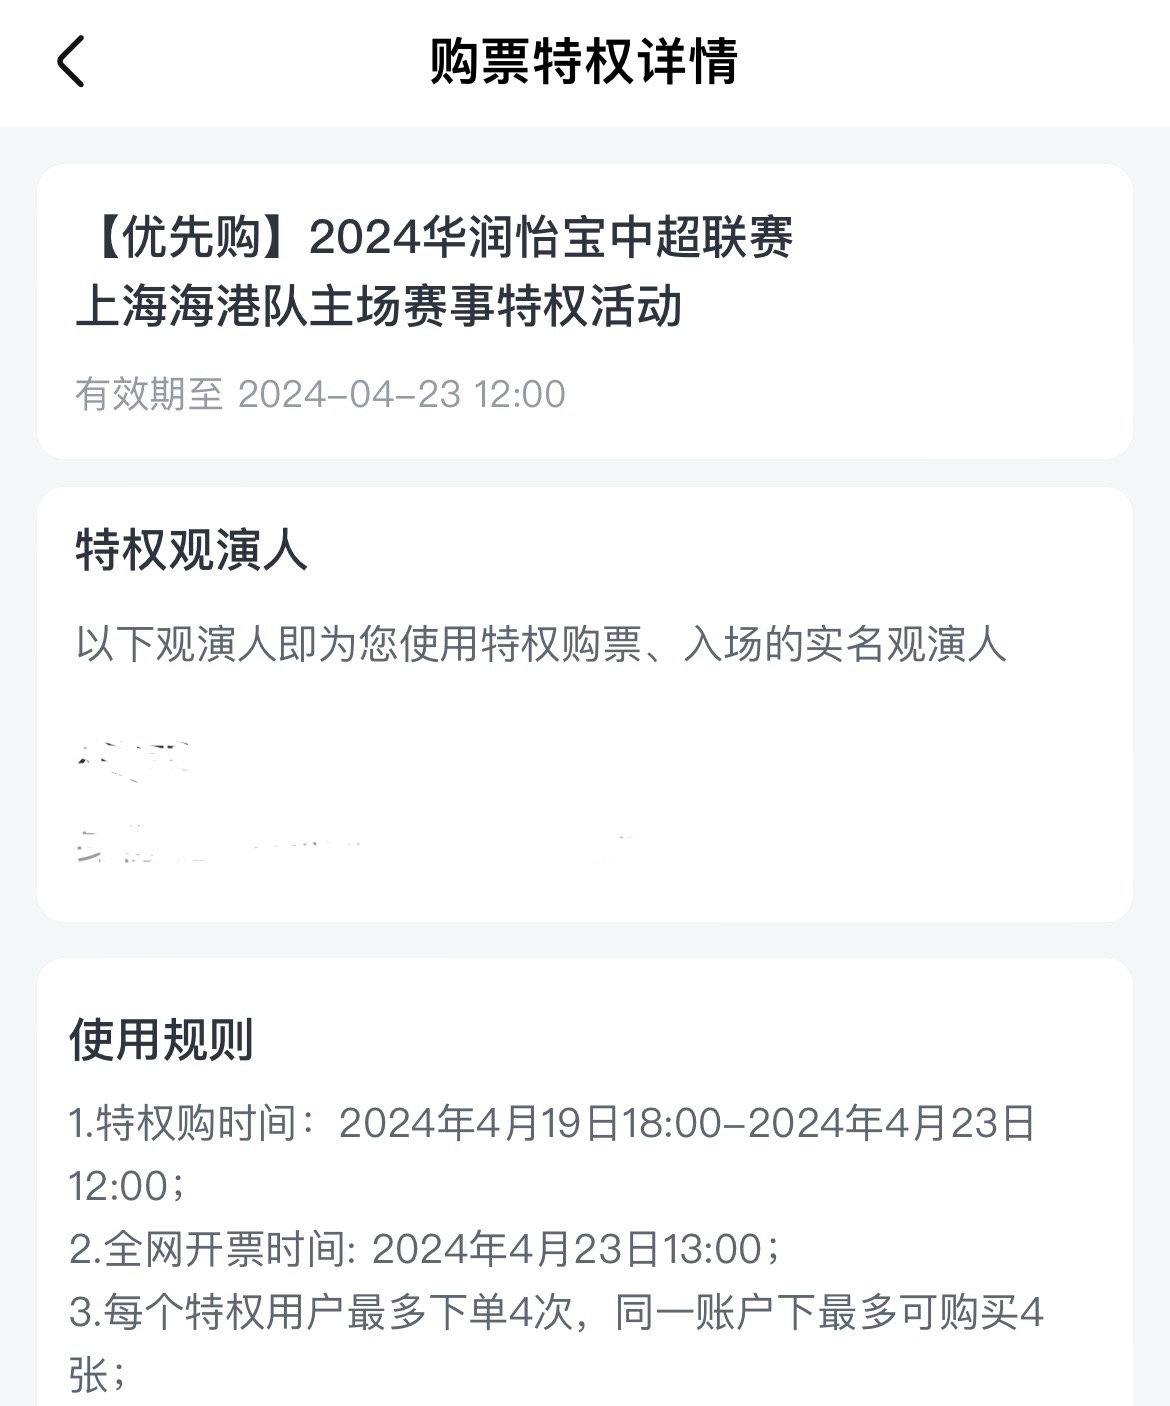 购票特权详情
【优先购】2024华润怡宝中超联赛
上海海港队主场赛事特权活动
有效期至 2024-04-23 12:00
特权观演人
以下观演人即为您使用特权购票、入场的实名观演人
使用规则
1.特权购时间：2024年4月19日18:00-2024年4月23日
12:00；
2.全网开票时间: 2024年4月23日13:00；
3.每个特权用户最多下单4次，同一账户下最多可购买4
张；